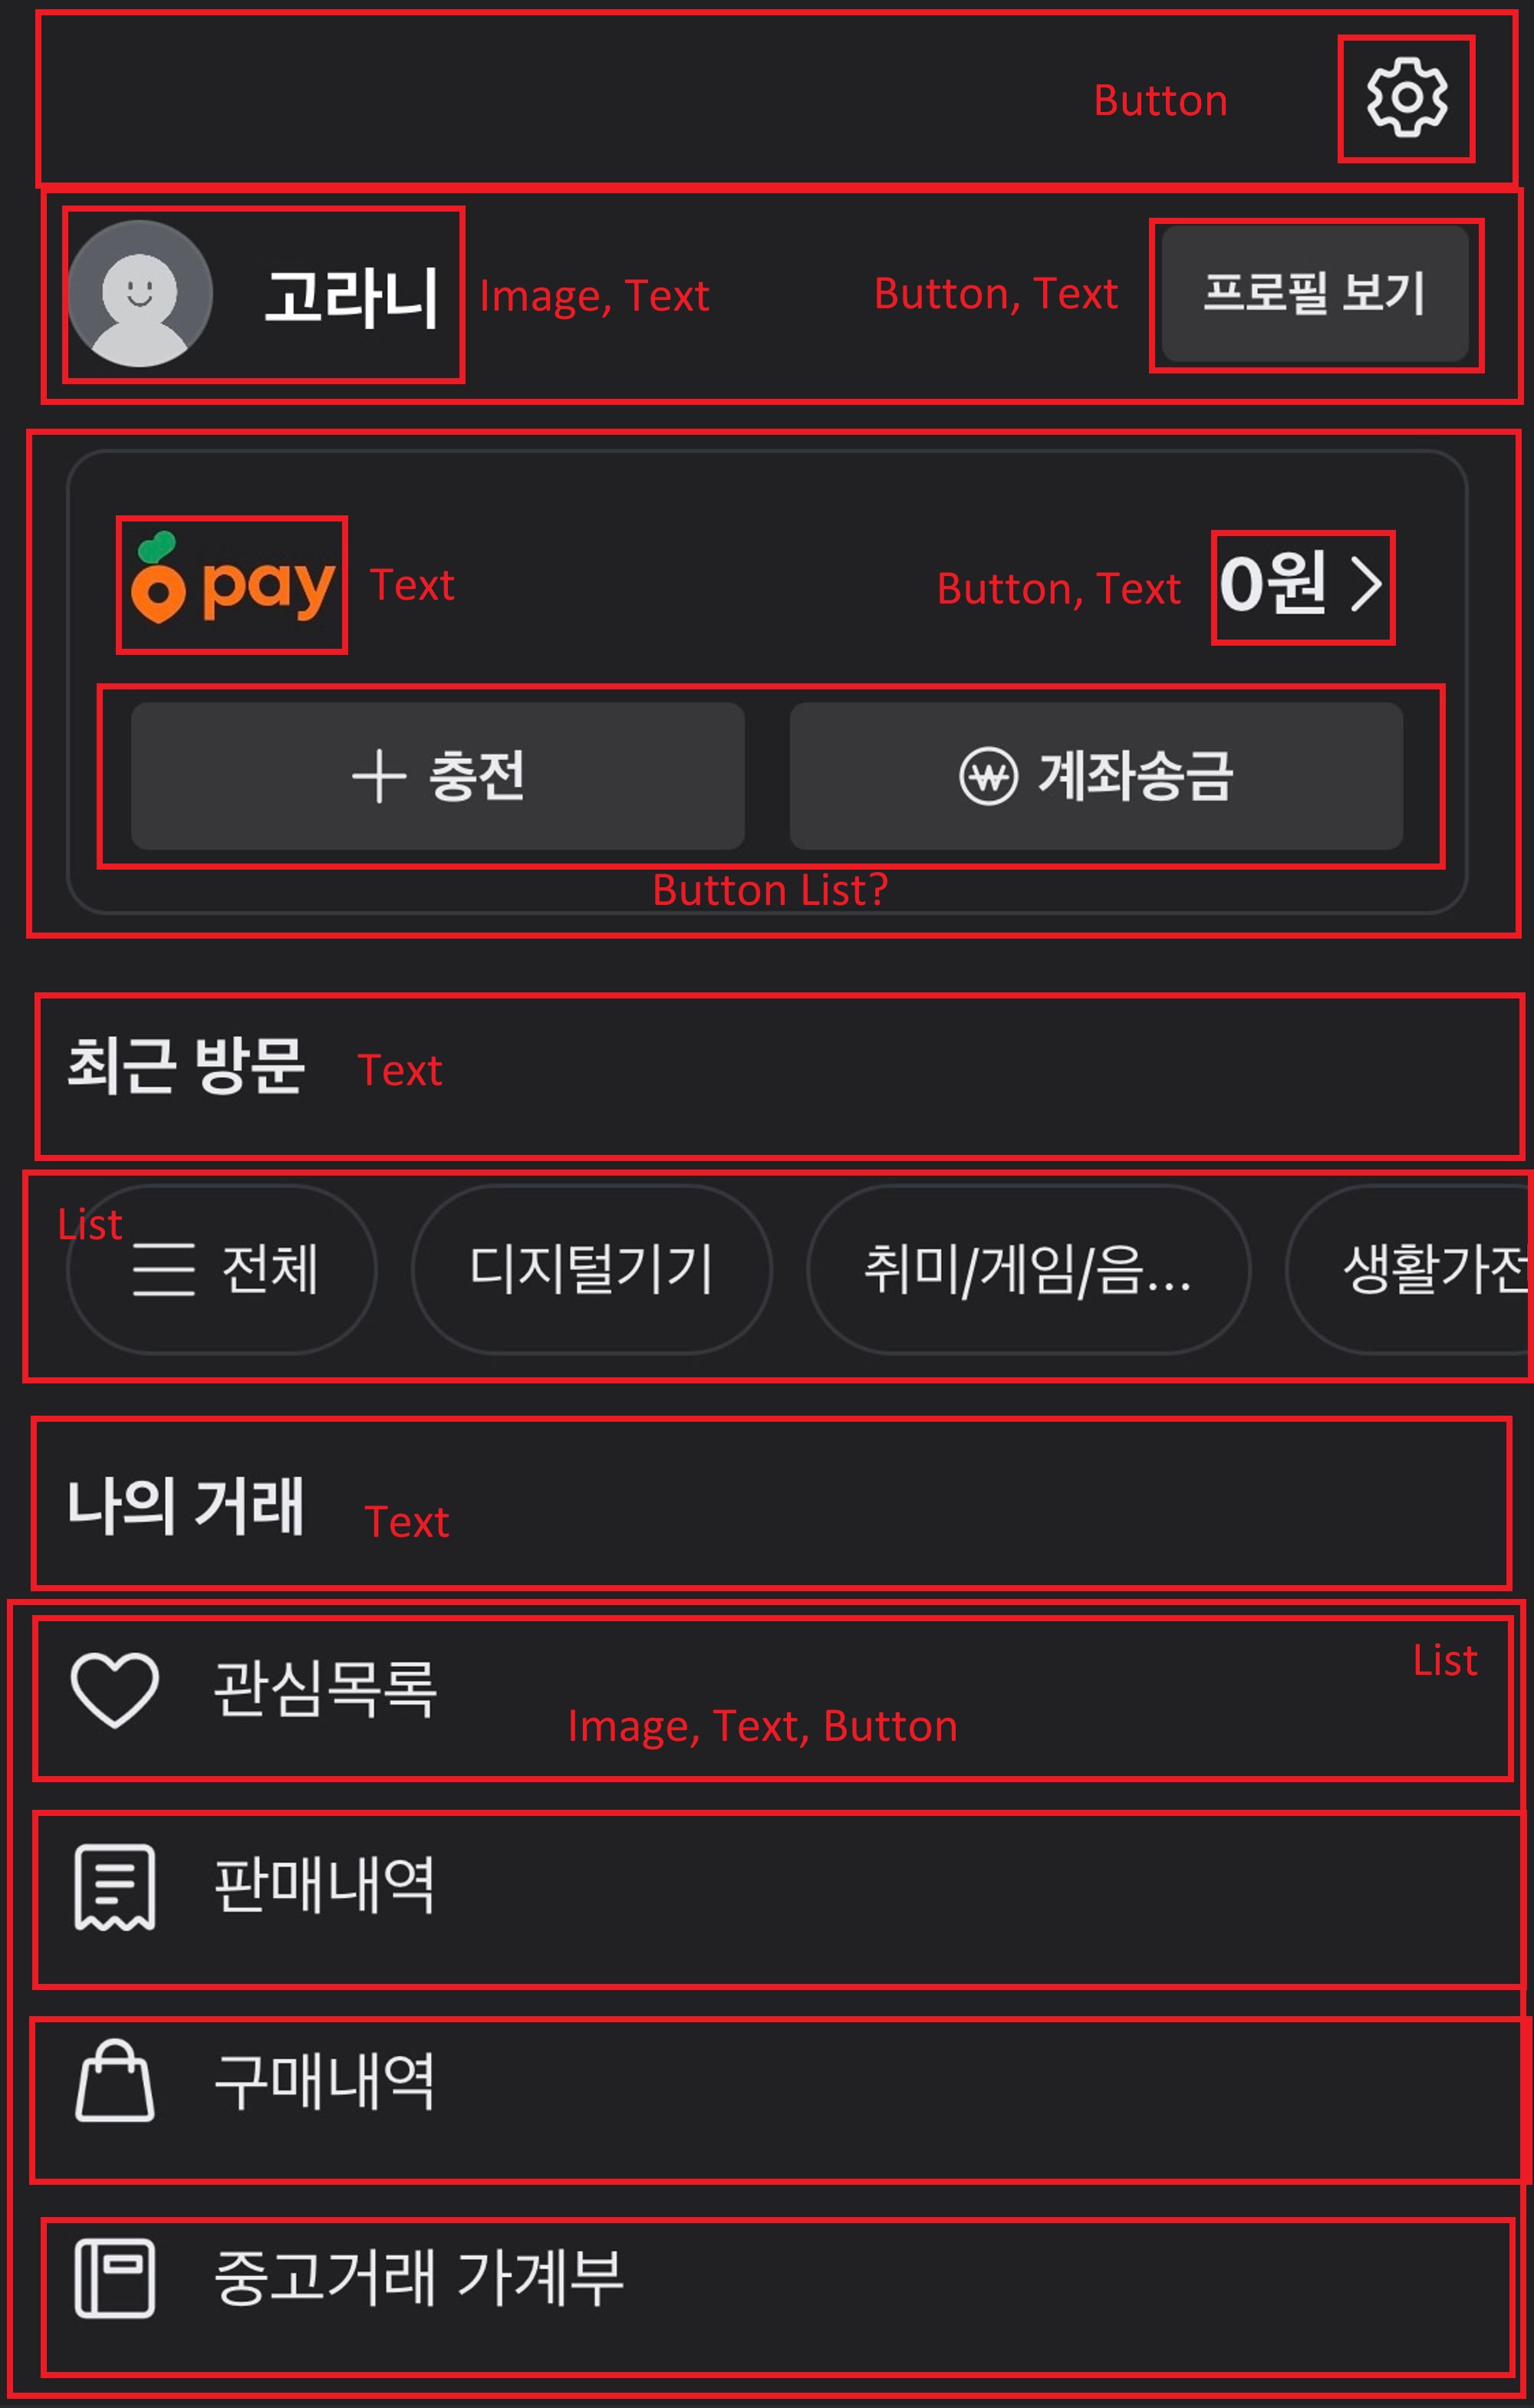 Button
고라니
Image, Text
Button, Text
프로필 보기
pay
Text
Button, Text
0원
충전
계좌송금
Button List?
최근 방문
Text
List
전체
디지털기기
취미/게임/음...
생활가전
나의 거래
Text
List
관심목록
Image, Text, Button
판매내역
구매내역
중고거래 가계부